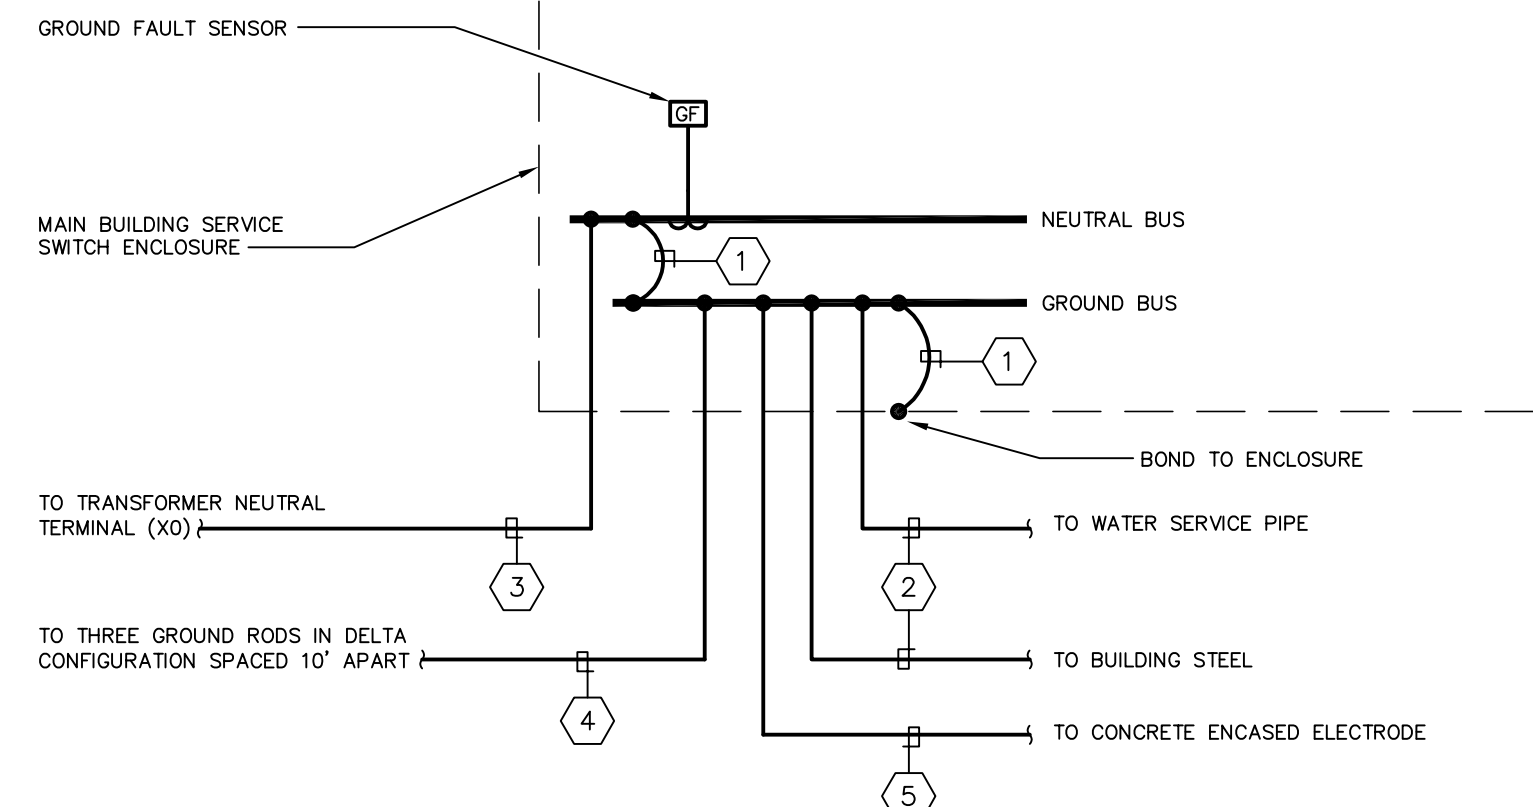 GROUND FAULT SENSOR
GF
MAIN BUILDING SERVICE
SWITCH ENCLOSURE
NEUTRAL BUS
1
GROUND BUS
1
BOND TO ENCLOSURE
TO TRANSFORMER NEUTRAL
TERMINAL (X0)
TO WATER SERVICE PIPE
3
2
TO THREE GROUND RODS IN DELTA
CONFIGURATION SPACED 10' APART
TO BUILDING STEEL
4
TO CONCRETE ENCASED ELECTRODE
5